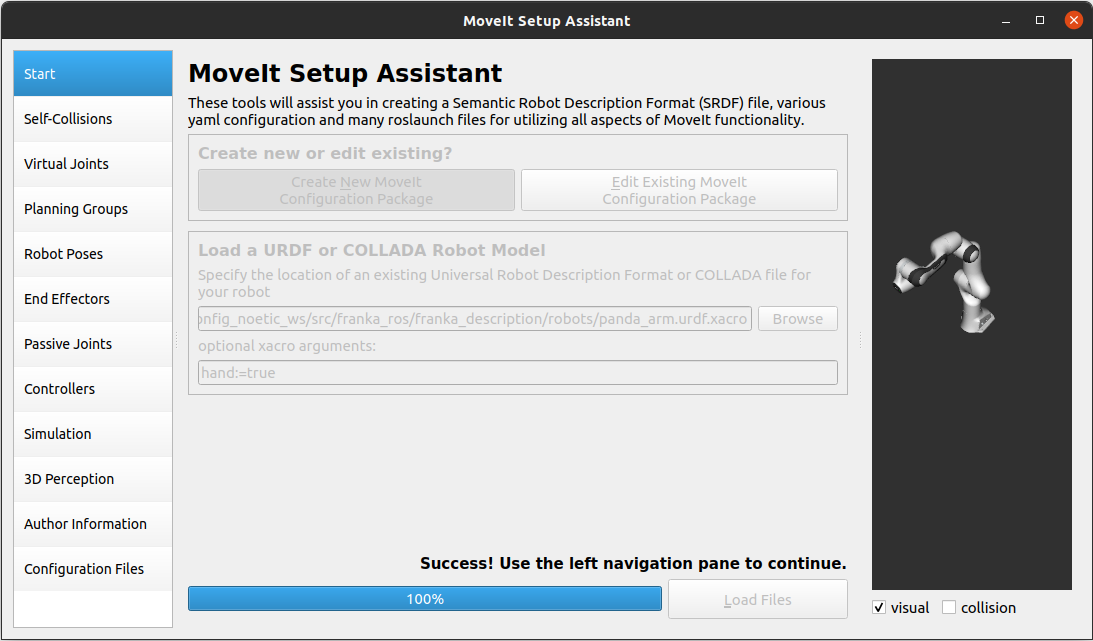 MoveIt Setup Assistant
Start
Self-Collisions
Virtual Joints
Planning Groups
Robot Poses
End Effectors
Passive Joints
Controllers
Simulation
3D Perception
Author Information
Configuration Files
MoveIt Setup Assistant
These tools will assist you in creating a Semantic Robot Description Format (SRDF) file, various
yaml configuration and many roslaunch files for utilizing all aspects of MoveIt functionality.
Create new or edit existing?
Create New MoveIt
Configuration Package
Edit Existing MoveIt
Configuration Package
Load a URDF or COLLADA Robot Model
Specify the location of an existing Universal Robot Description Format or COLLADA file for
your robot
onfig_noetic_ws/src/franka_ros/franka_description/robots/panda_arm.urdf.xacro
Browse
optional xacro arguments:
hand:=true
Success! Use the left navigation pane to continue.
100%
Load Files
visual
collision